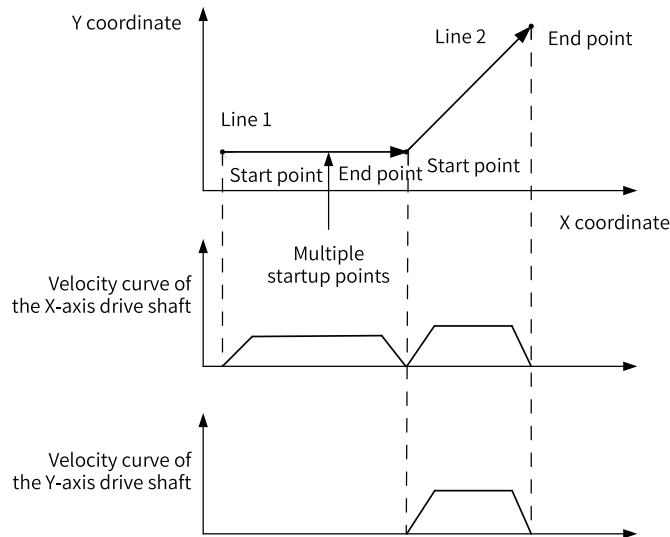 Y coordinate
Line 2
End point
Line 1
Start point
End point
Start point
X coordinate
Multiple
startup points
Velocity curve of
the X-axis drive shaft
Velocity curve of
the Y-axis drive shaft